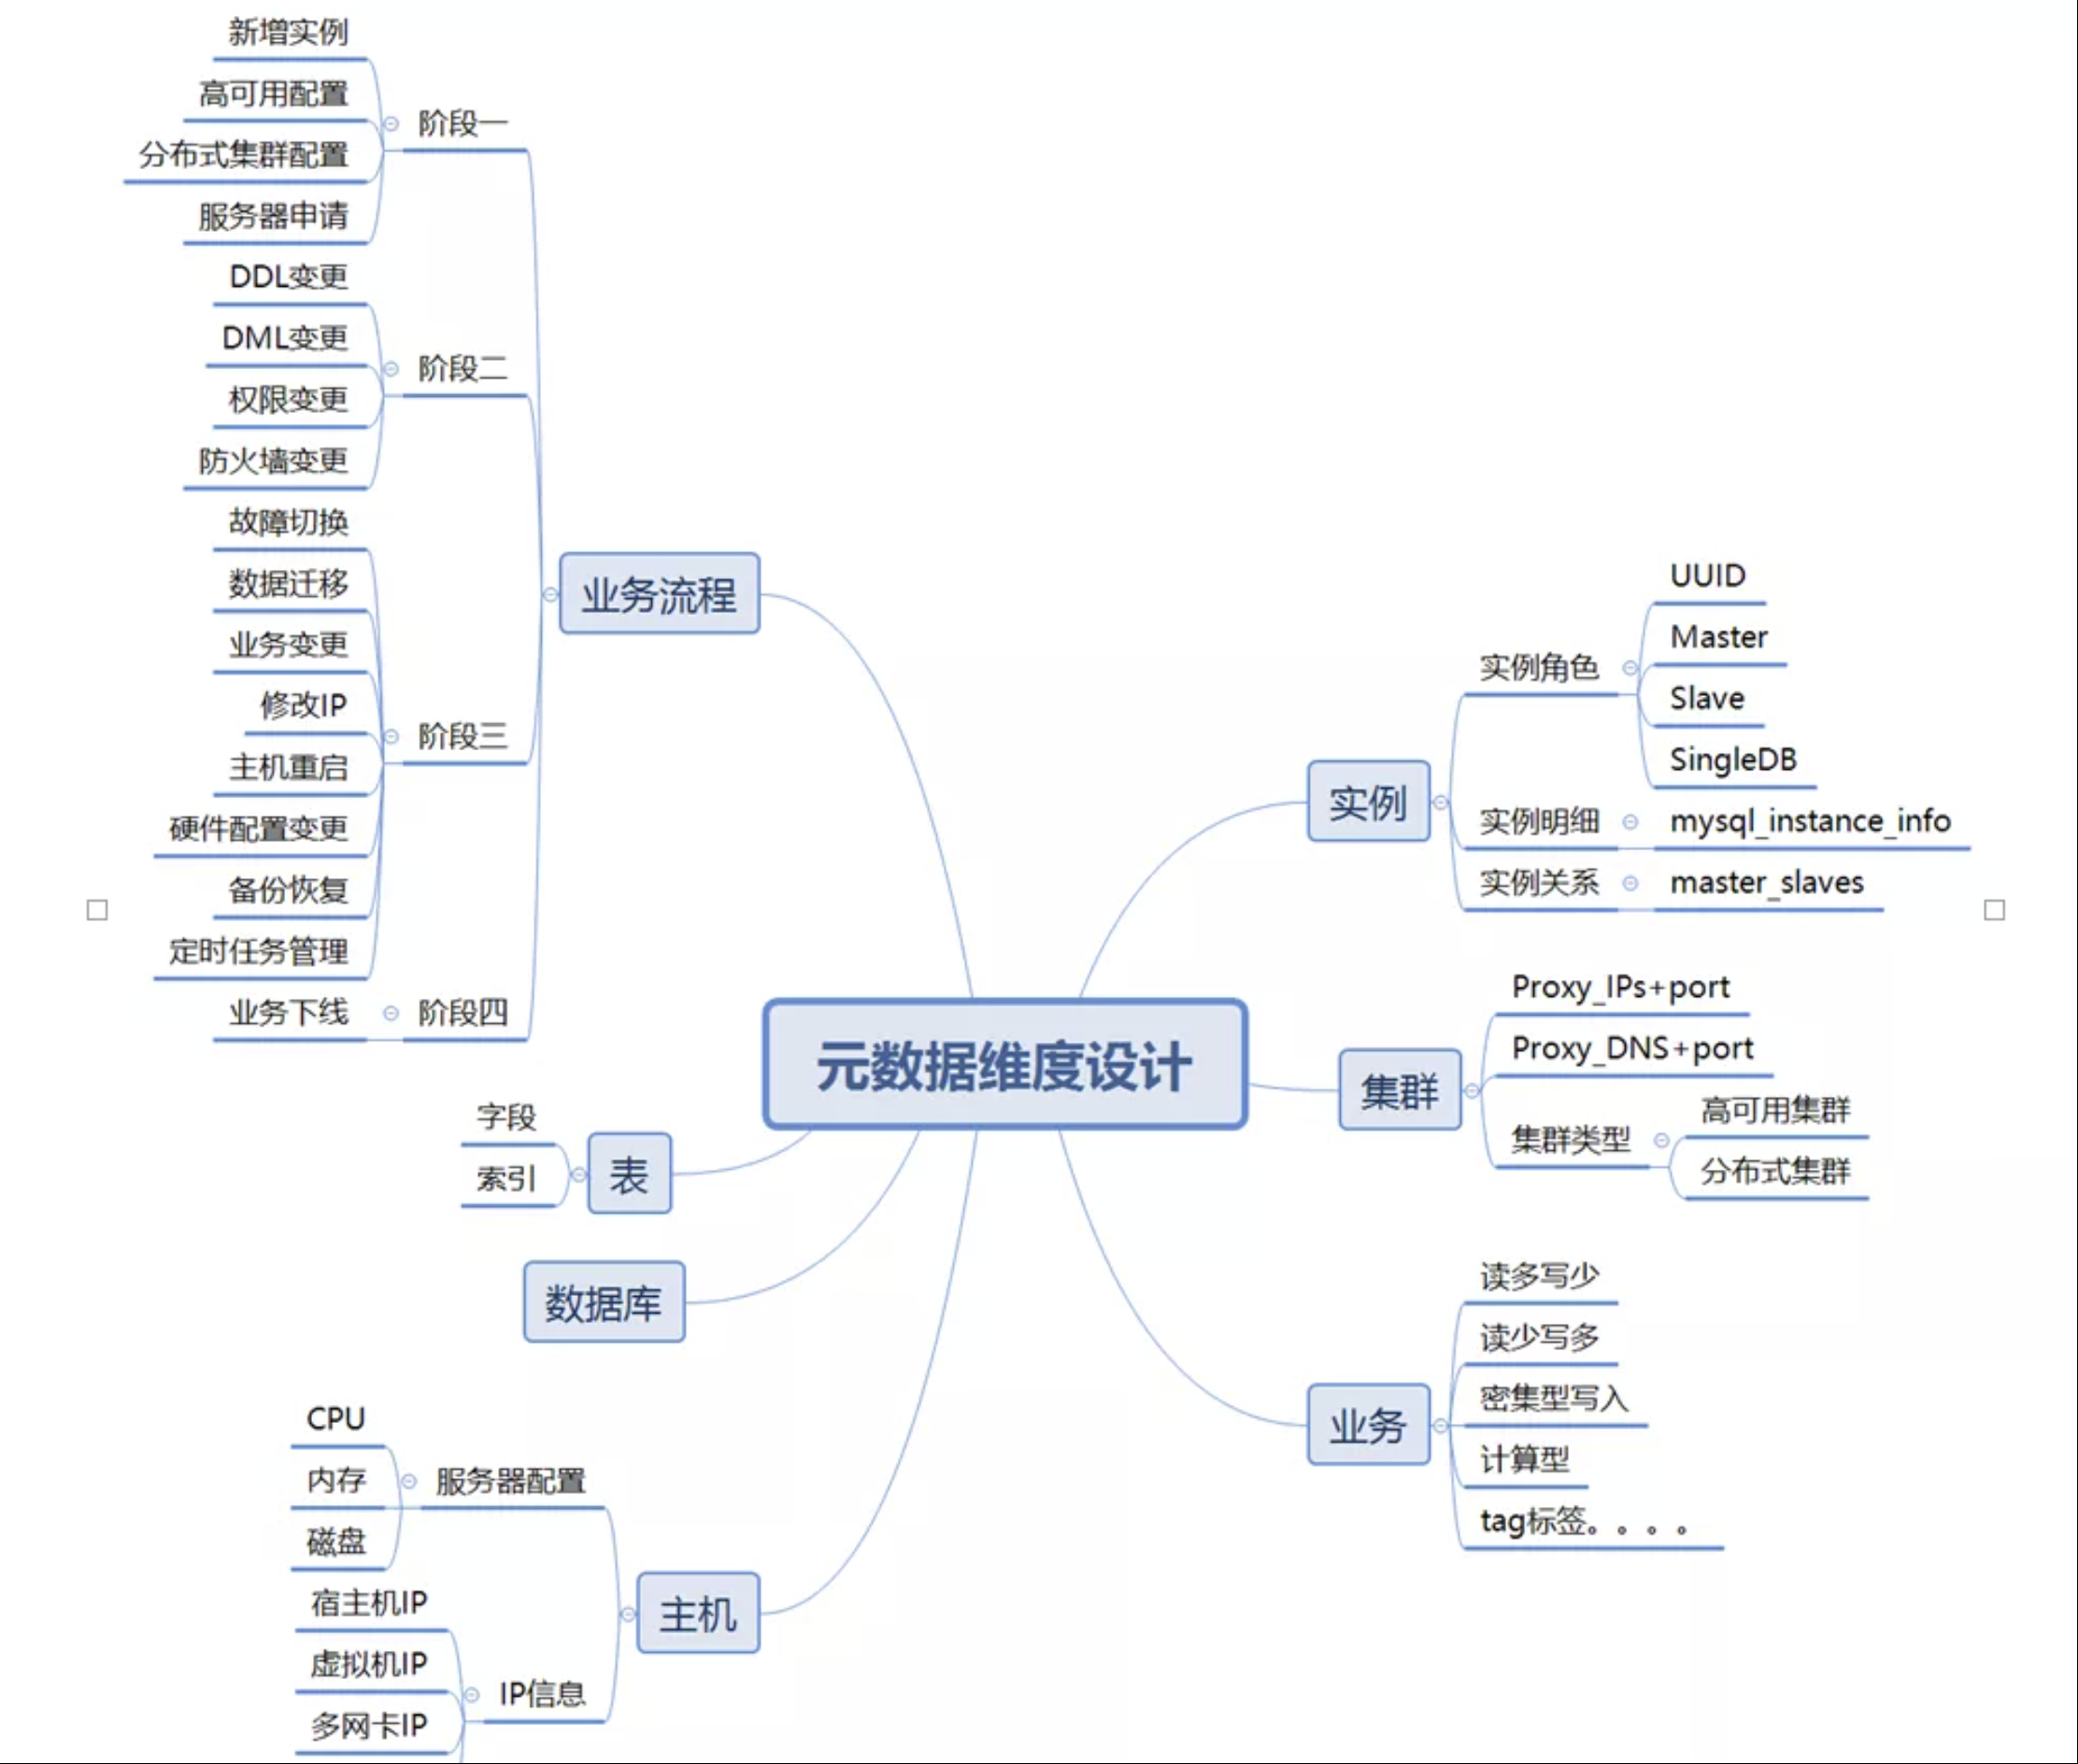 新增实例
高可用配置
分布式集群配置
服务器申请
阶段一
DDL变更
DML变更
权限变更
防火墙变更
阶段二
故障切换
数据迁移
业务变更
修改IP
主机重启
硬件配置变更
备份恢复
定时任务管理
阶段三
业务下线
阶段四
业务流程
元数据维度设计
实例
实例角色
UUID
Master
Slave
SingleDB
实例明细
mysql_instance_info
实例关系
master_slaves
集群
Proxy_IPs+port
Proxy_DNS+port
集群类型
高可用集群
分布式集群
业务
读多写少
读少写多
密集型写入
计算型
tag标签。。。。
字段
索引
表
数据库
CPU
内存
磁盘
服务器配置
宿主机IP
虚拟机IP
多网卡IP
IP信息
主机